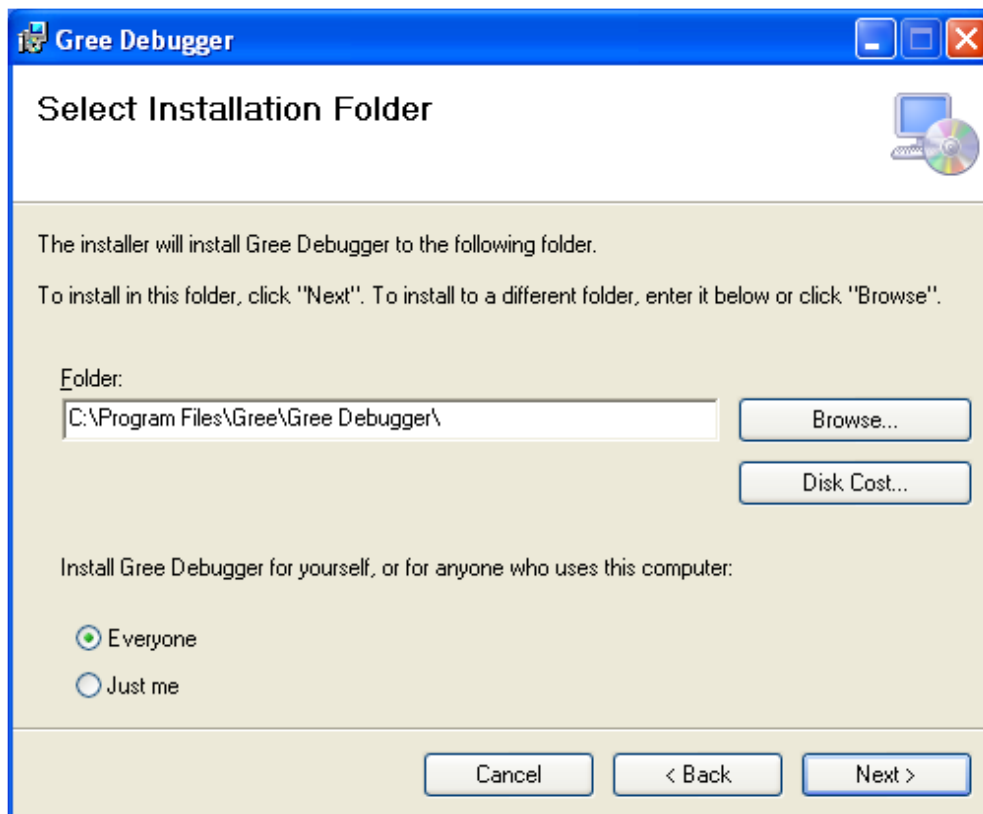 Gree Debugger
Select Installation Folder
The installer will install Gree Debugger to the following folder.
To install in this folder, click "Next". To install to a different folder, enter it below or click "Browse".
Folder:
C:\Program Files\Gree\Gree Debugger\
Browse...
Disk Cost...
Install Gree Debugger for yourself, or for anyone who uses this computer:
Everyone
Just me
Cancel
< Back
Next >